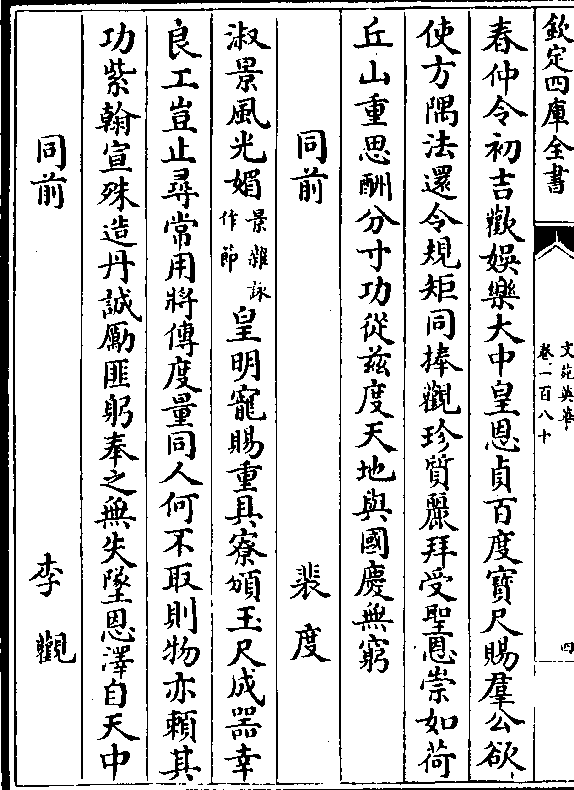 欽定四庫全書
文苑英華
卷一百八十
四
春仲令初吉歡娛樂大中皇恩貞百度寶尺賜羣公欲
使方隅法還令規矩同捧觀珍質麗拜受聖恩崇如荷
丘山重思酬分寸功從兹度天地與國慶無窮
同前 裴度
淑景風光媚景雜詠作節皇明寵賜重具寮頒玉尺成器幸
良工豈止尋常用將傳度量同人何不取則物亦賴其
功紫翰宣殊造丹誠勵匪躬奉之無失墜恩澤自天中
同前 李觀